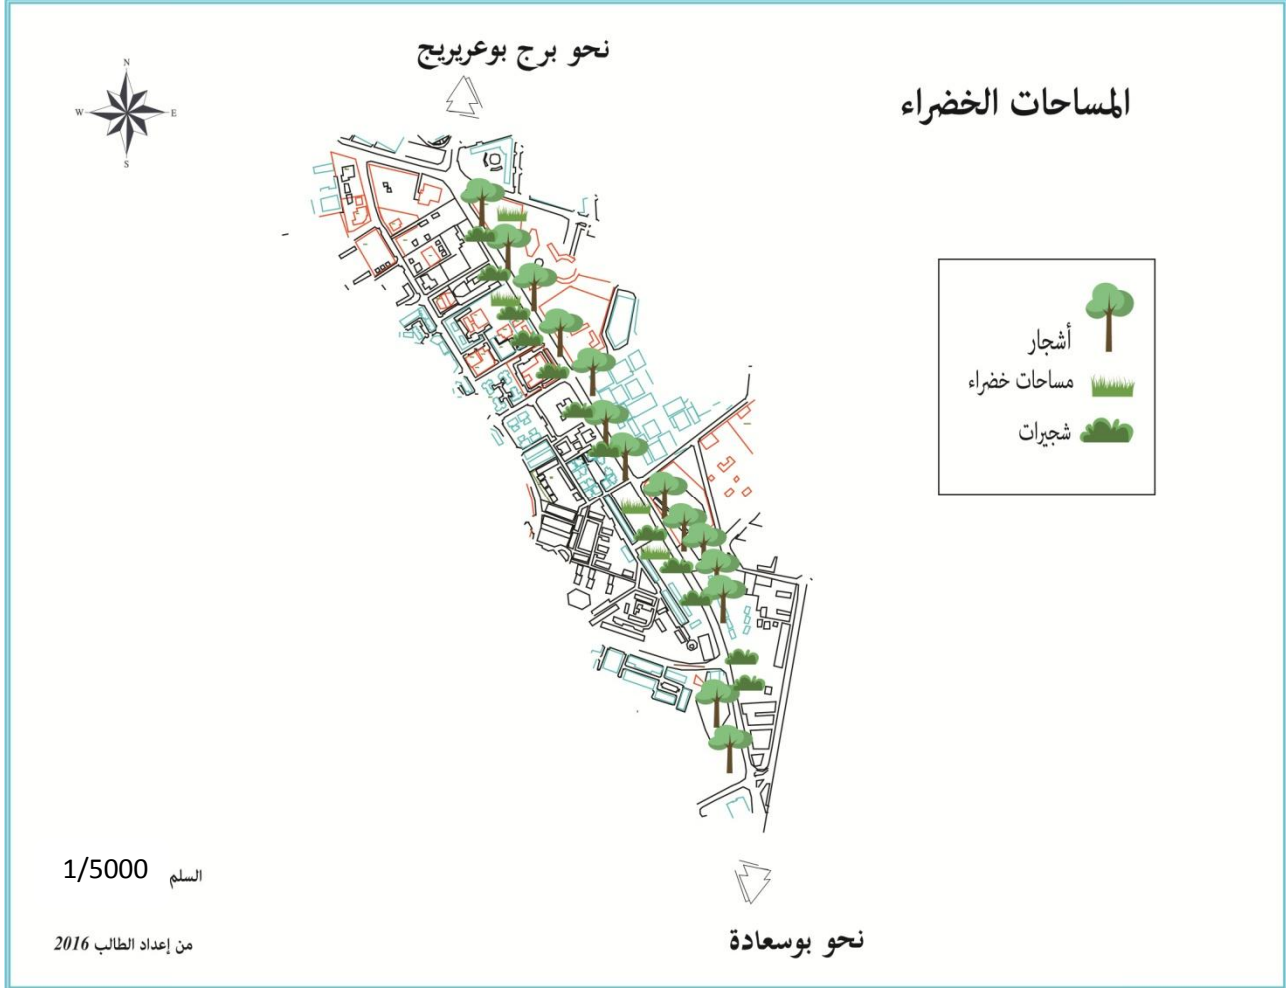 نحو برج بوعريريج
المساحات الخضراء
N
W E
S
أشجار
مساحات خضراء
شجيرات
1/5000 السلم
من إعداد الطالب 2016
نحو بوسعادة